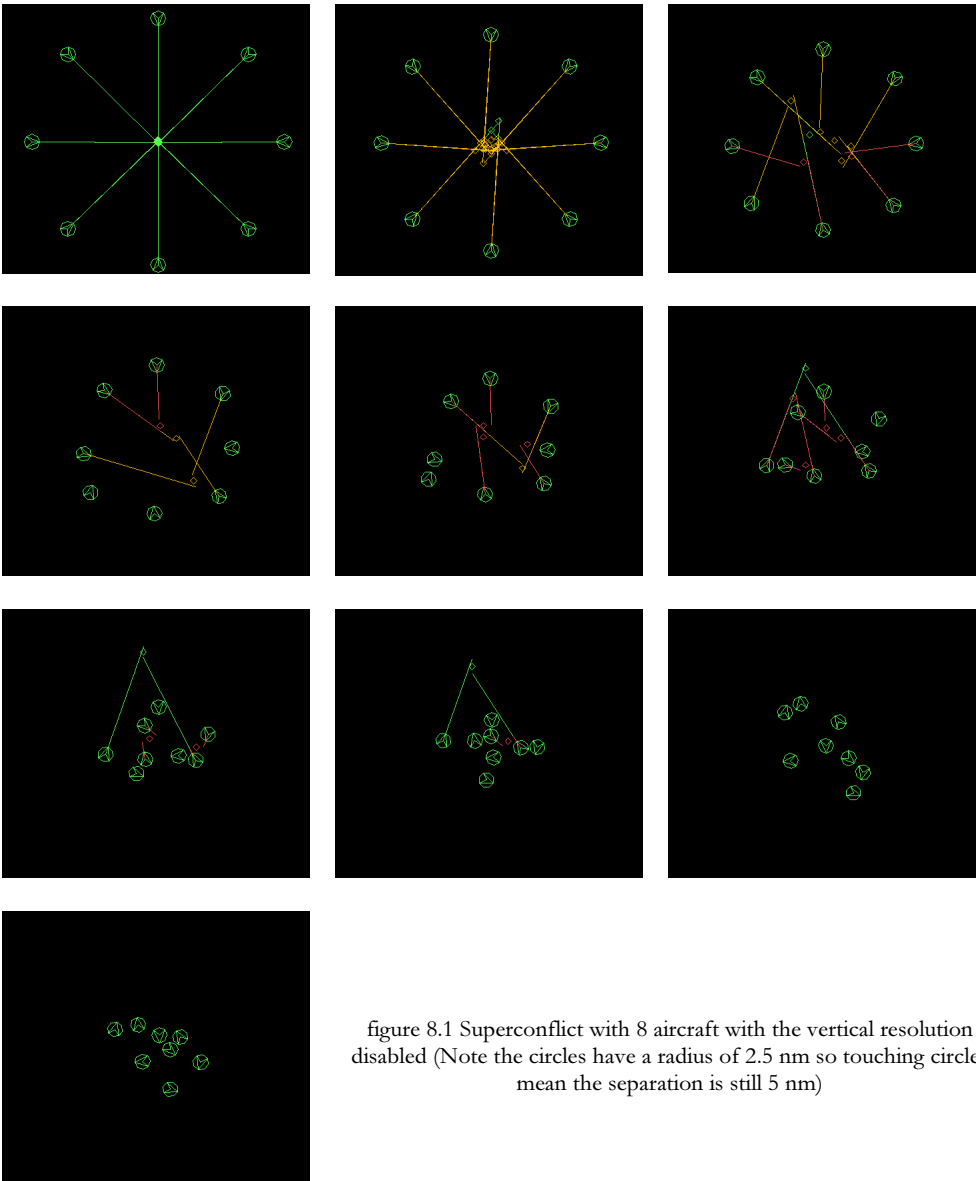 figure 8.1 Superconflict with 8 aircraft with the vertical resolution
disabled (Note the circles have a radius of 2.5 nm so touching circle
mean the separation is still 5 nm)